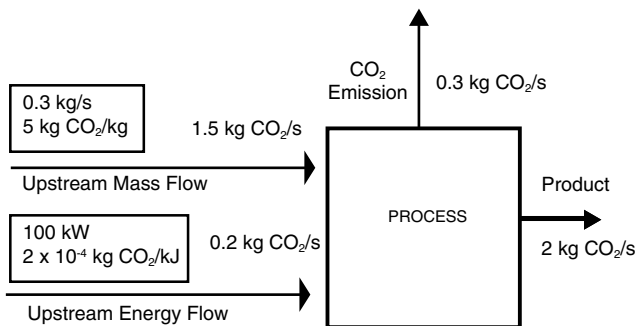 CO₂
Emission
0.3 kg CO₂/s
0.3 kg/s
5 kg CO₂/kg
1.5 kg CO₂/s
Upstream Mass Flow
Product
PROCESS
100 kW
2 x 10⁻⁴ kg CO₂/kJ
0.2 kg CO₂/s
2 kg CO₂/s
Upstream Energy Flow